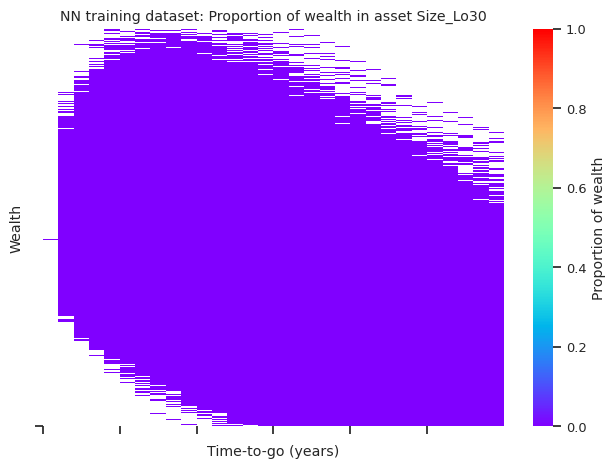 NN training dataset: Proportion of wealth in asset Size_Lo30
Wealth
Time-to-go (years)
1.0
0.8
0.6
0.4
0.2
0.0
Proportion of wealth